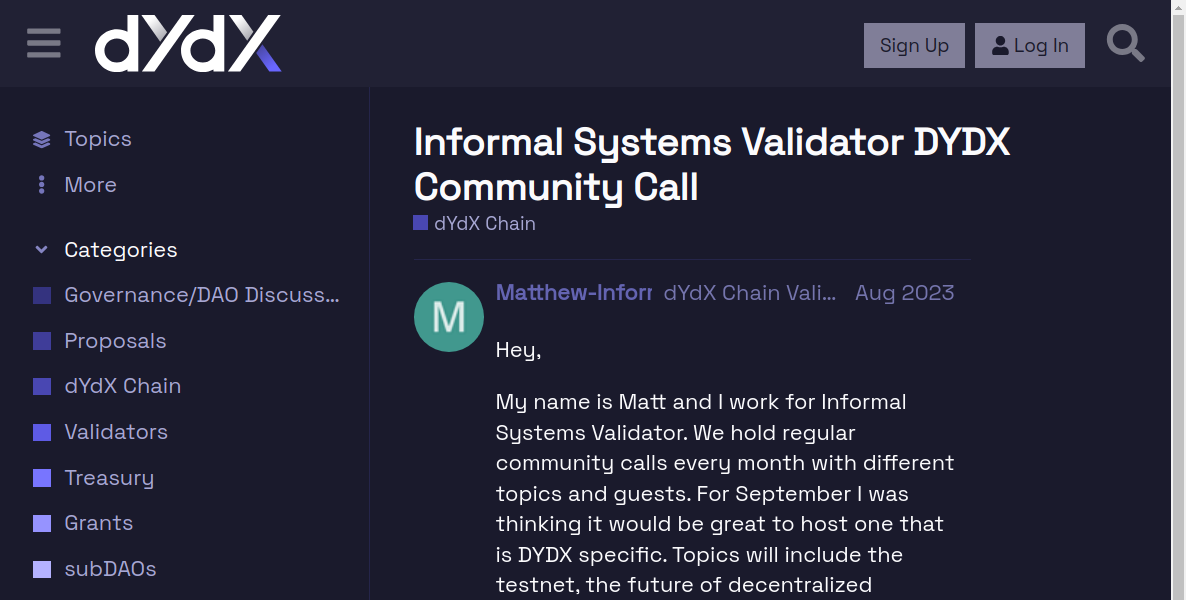 dYdX
Sign Up
Log In
Topics
More
Categories
Governance/DAO Discuss...
Proposals
dYdX Chain
Validators
Treasury
Grants
subDAOs
Informal Systems Validator DYDX
Community Call
dYdX Chain
M
Matthew-Inforr dYdX Chain Vali... Aug 2023
Hey,
My name is Matt and I work for Informal
Systems Validator. We hold regular
community calls every month with different
topics and guests. For September I was
thinking it would be great to host one that
is DYDX specific. Topics will include the
testnet, the future of decentralized